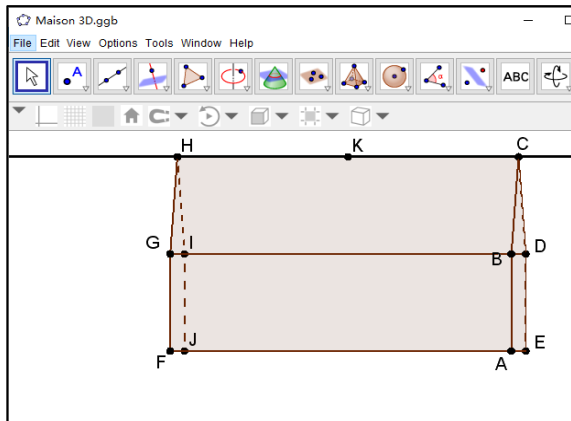 Maison 3D.ggb
File Edit View Options Tools Window Help
A α ABC
H K C
G I B D
F J A E